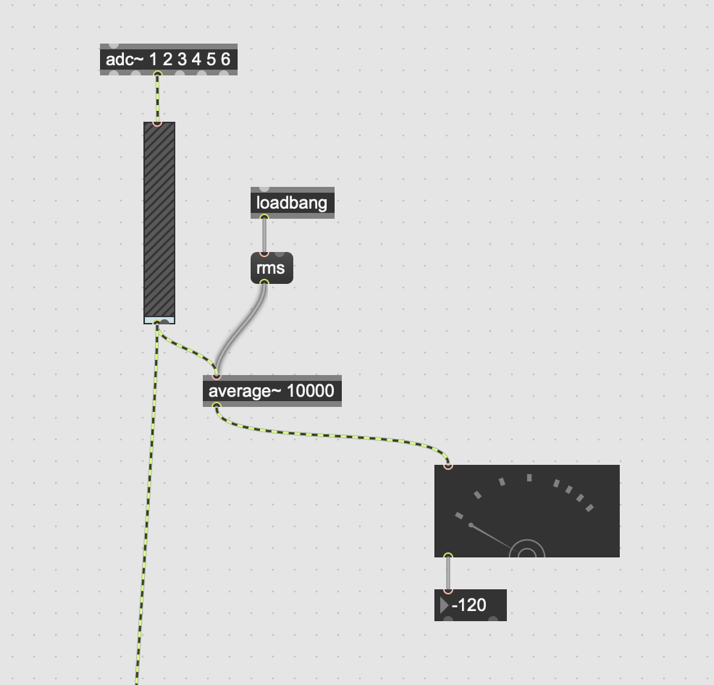 adc~ 1 2 3 4 5 6
loadbang
rms
average~ 10000
-120